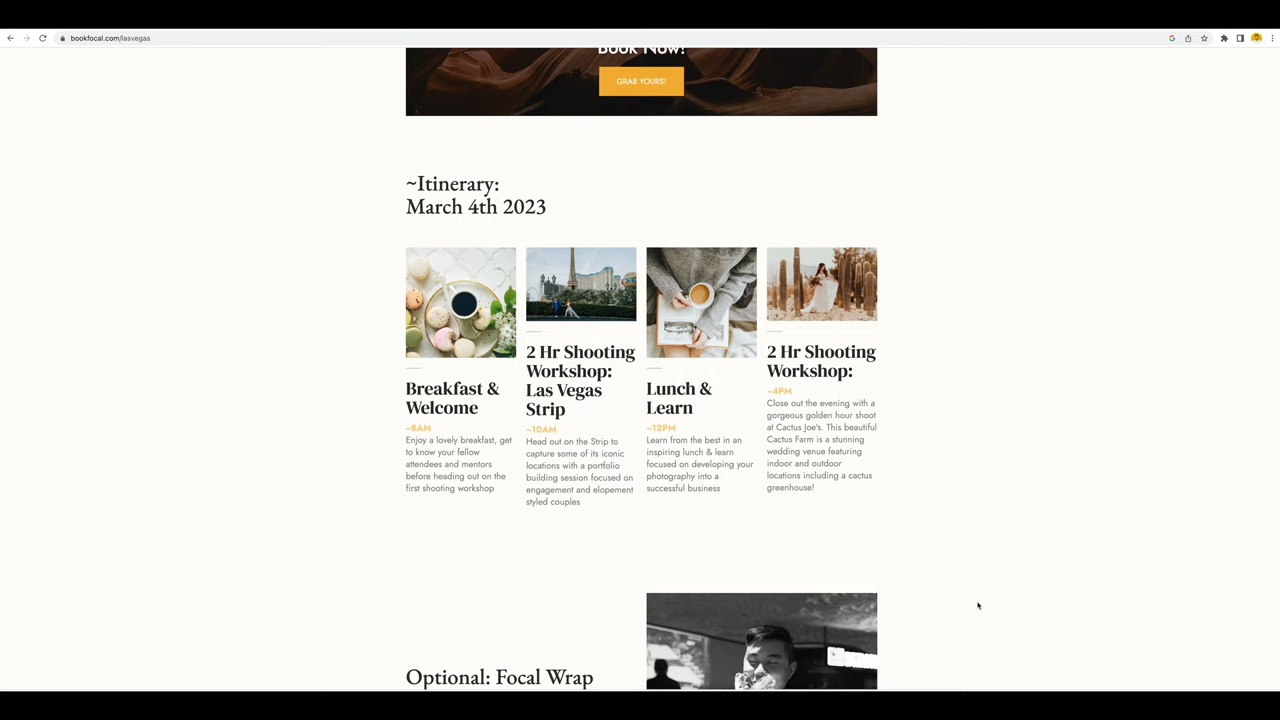 bookfocal.com/lasvegas
Book Now!
GRAB YOURS!
~Itinerary:
March 4th 2023
Breakfast &
Welcome
~8AM
Enjoy a lovely breakfast, get
to know your fellow
attendees and mentors
before heading out on the
first shooting workshop
2 Hr Shooting
Workshop:
Las Vegas
Strip
~10AM
Head out on the Strip to
capture some of its iconic
locations with a portfolio
building session focused on
engagement and elopement
styled couples
Lunch &
Learn
~12PM
Learn from the best in an
inspiring lunch & learn
focused on developing your
photography into a
successful business
2 Hr Shooting
Workshop:
~4PM
Close out the evening with a
gorgeous golden hour shoot
at Cactus Joe's. This beautiful
Cactus Farm is a stunning
wedding venue featuring
indoor and outdoor
locations including a cactus
greenhouse!
Optional: Focal Wrap